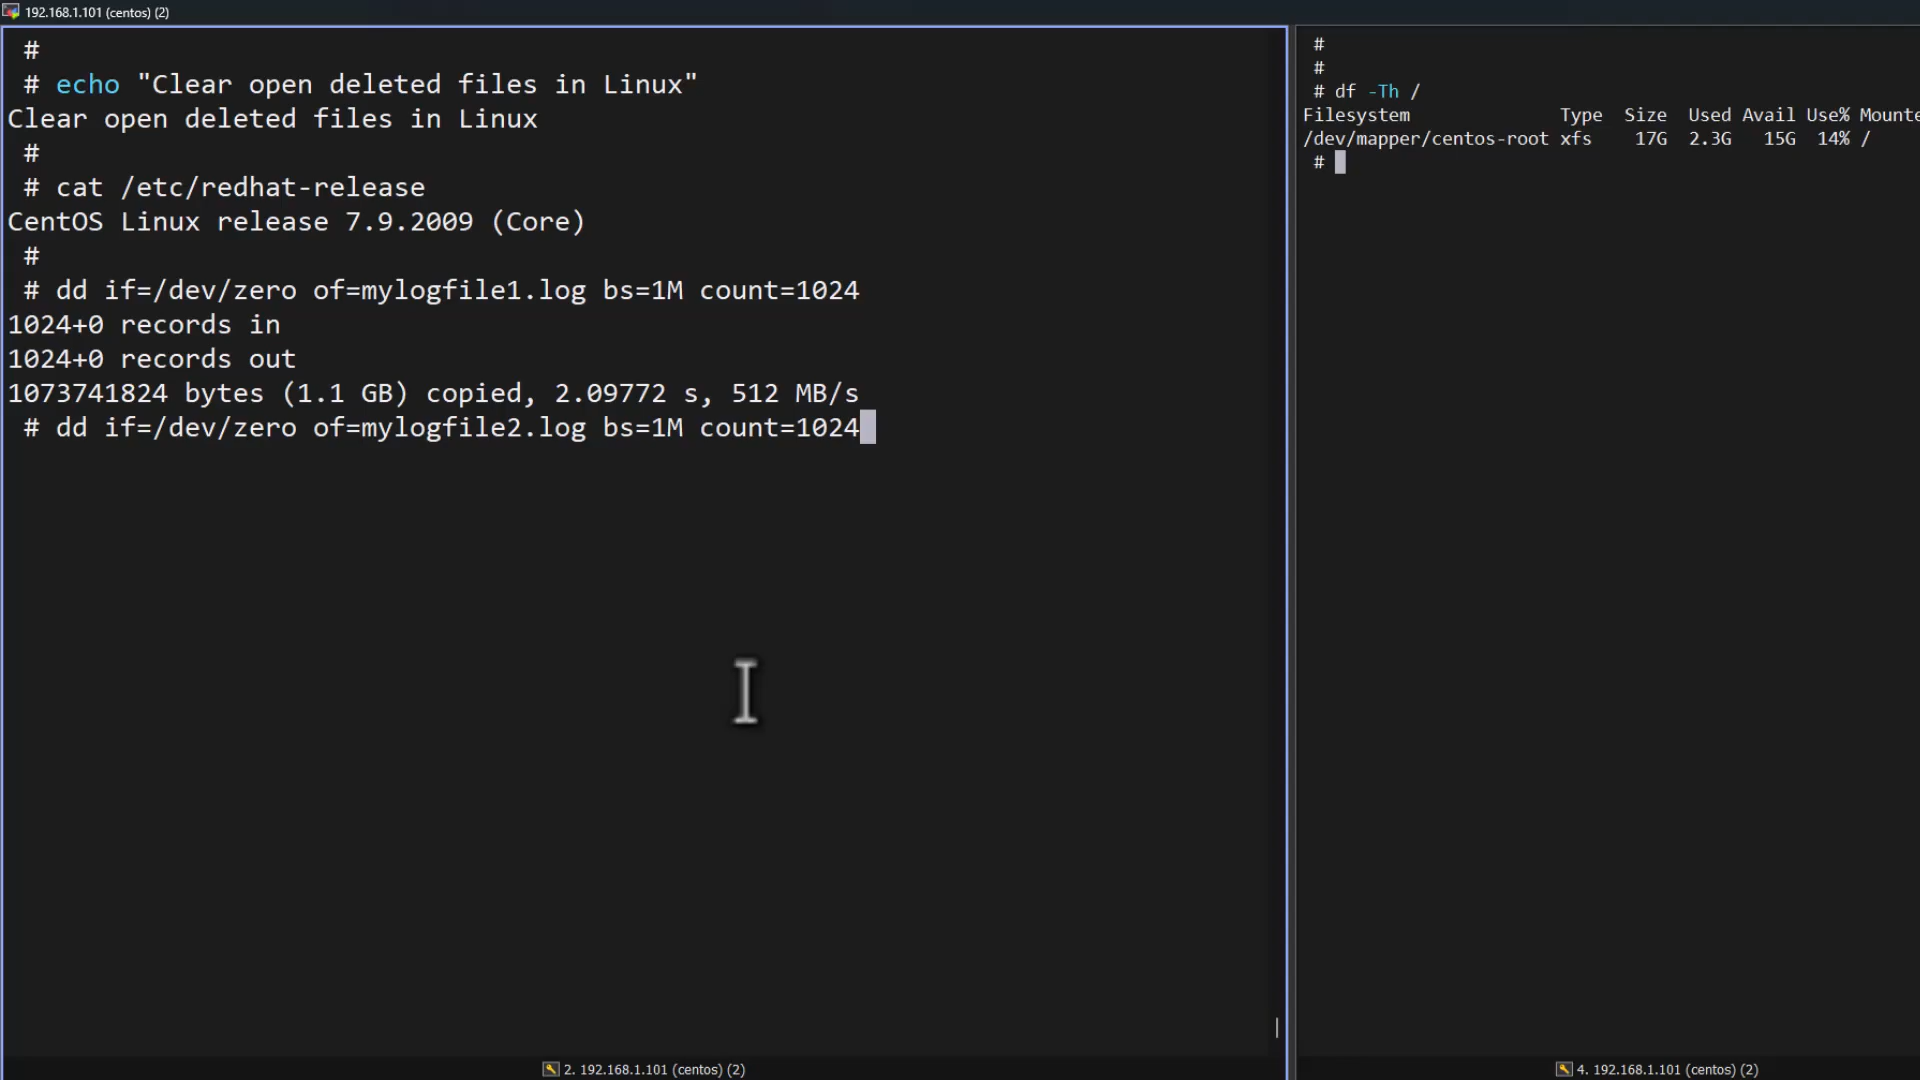 192.168.1.101 (centos) (2)
#
# echo "Clear open deleted files in Linux"
Clear open deleted files in Linux
#
# cat /etc/redhat-release
CentOS Linux release 7.9.2009 (Core)
#
# dd if=/dev/zero of=mylogfile1.log bs=1M count=1024
1024+0 records in
1024+0 records out
1073741824 bytes (1.1 GB) copied, 2.09772 s, 512 MB/s
# dd if=/dev/zero of=mylogfile2.log bs=1M count=1024
2. 192.168.1.101 (centos) (2)
#
#
# df -Th /
Filesystem Type Size Used Avail Use% Mounte
/dev/mapper/centos-root xfs 17G 2.3G 15G 14% /
#
4. 192.168.1.101 (centos) (2)